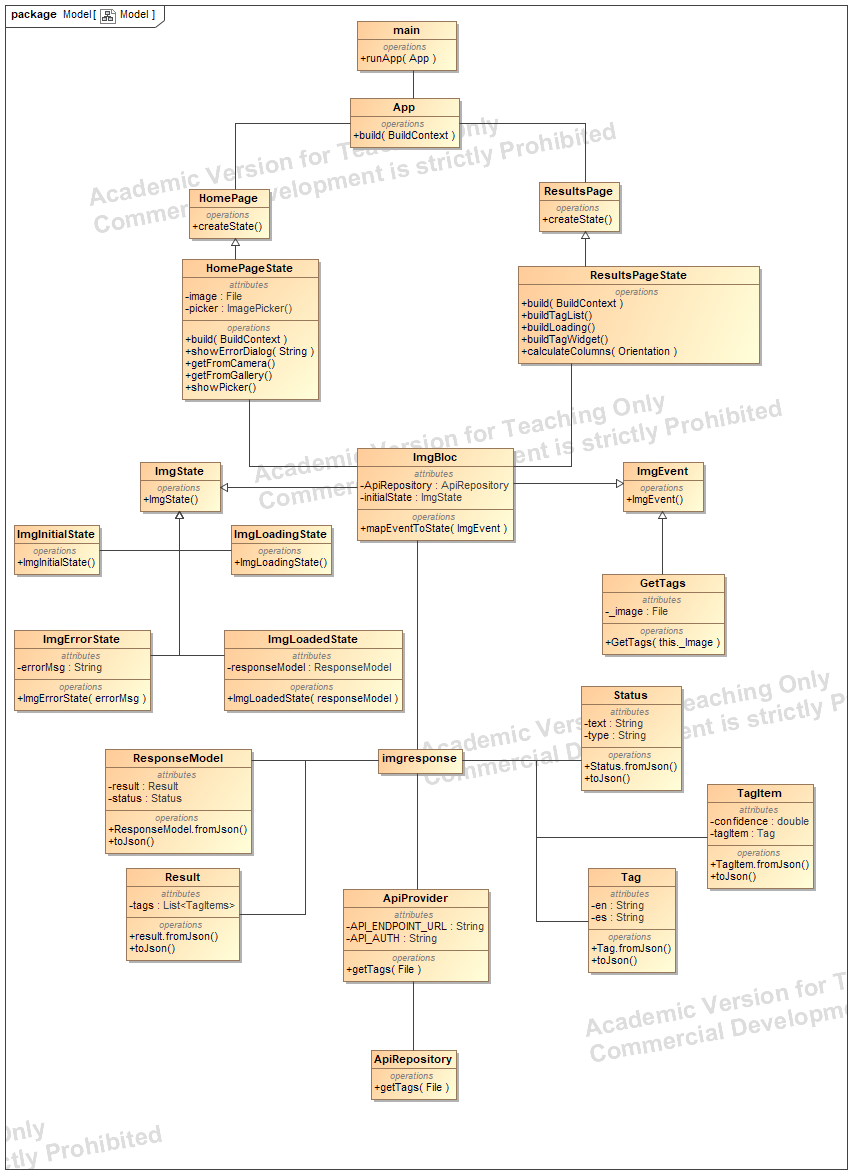 package Model[ Model ]
main
operations
+runApp( App )
App
operations
+build( BuildContext )
Academic Version for Teaching Only
Commercial Development is strictly Prohibited
HomePage
operations
+createState()
ResultsPage
operations
+createState()
HomePageState
attributes
-image : File
-picker : ImagePicker()
operations
+build( BuildContext )
+showErrorDialog( String )
+getFromCamera()
+getFromGallery()
+showPicker()
ResultsPageState
operations
+build( BuildContext )
+buildTagList()
+buildLoading()
+buildTagWidget()
+calculateColumns( Orientation )
Academic Version for Teaching Only
Commercial Development is strictly Prohibited
ImgState
operations
+ImgState()
ImgBloc
attributes
-ApiRepository : ApiRepository
-initialState : ImgState
operations
+mapEventToState( ImgEvent )
ImgEvent
operations
+ImgEvent()
ImgInitialState
operations
+ImgInitialState()
ImgLoadingState
operations
+ImgLoadingState()
GetTags
attributes
-_image : File
operations
+GetTags( this._Image )
ImgErrorState
attributes
-errorMsg : String
operations
+ImgErrorState( errorMsg )
ImgLoadedState
attributes
-responseModel : ResponseModel
operations
+ImgLoadedState( responseModel )
Academic Version for Teaching Only
Commercial Development is strictly P
Status
attributes
-text : String
-type : String
operations
+Status.fromJson()
+toJson()
ResponseModel
attributes
-result : Result
-status : Status
operations
+ResponseModel.fromJson()
+toJson()
imgresponse
TagItem
attributes
-confidence : double
-tagItem : Tag
operations
+TagItem.fromJson()
+toJson()
Result
attributes
-tags : List<TagItems>
operations
+result.fromJson()
+toJson()
ApiProvider
attributes
-API_ENDPOINT_URL : String
-API_AUTH : String
operations
+getTags( File )
Tag
attributes
-en : String
-es : String
operations
+Tag.fromJson()
+toJson()
Academic Version for T
Commercial Developme
ApiRepository
operations
+getTags( File )
Only
ctly Prohibited